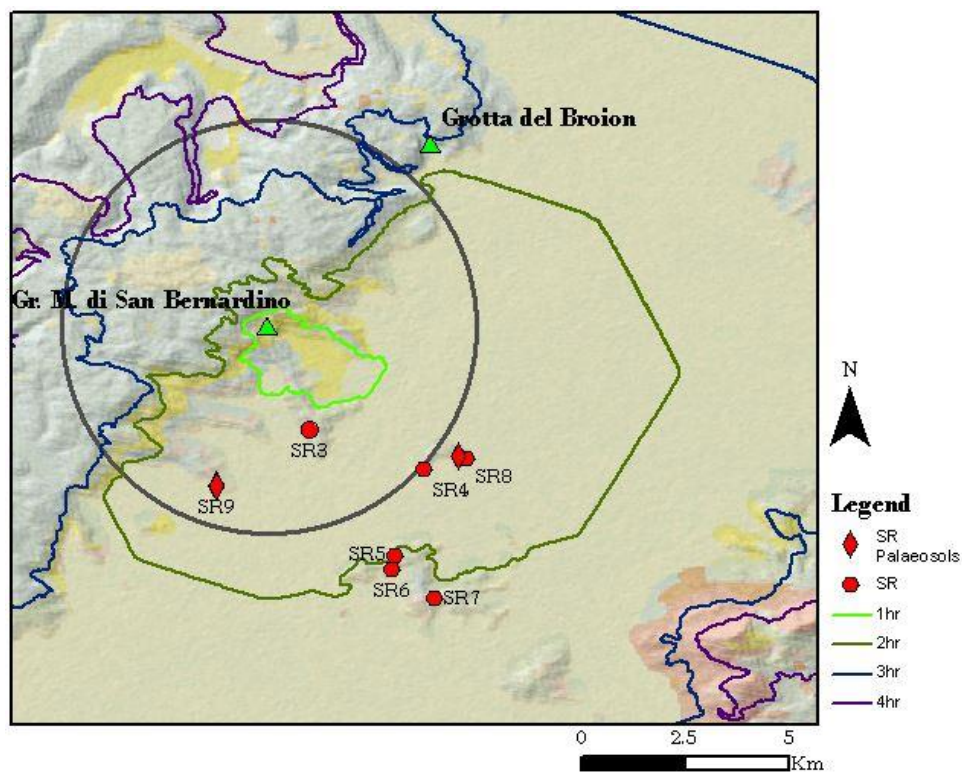 Grotta del Broion
Gr. M. di San Bernardino
SR3
SR4
SR8
SR9
SR5
SR6
SR7
N
Legend
SR
Palaeosols
SR
1hr
2hr
3hr
4hr
0 2.5 5
Km